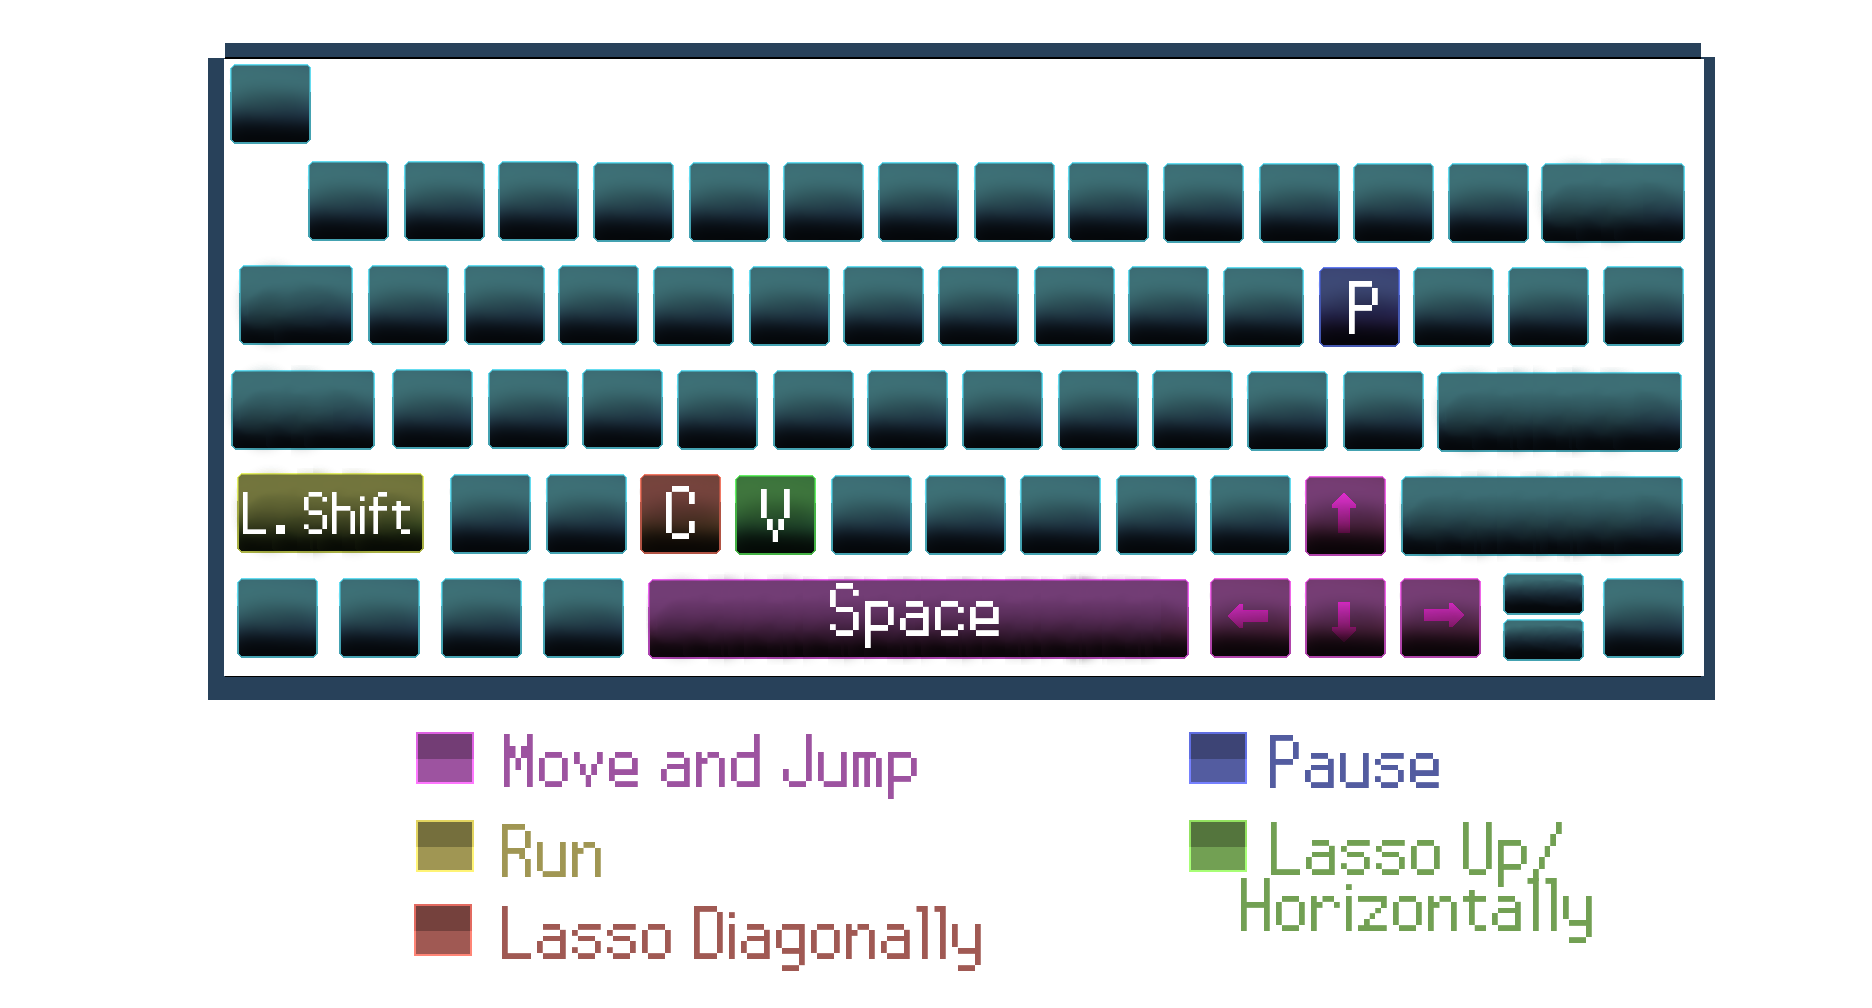 P
L.Shift
C
V
Space
Move and Jump
Pause
Run
Lasso Up/
Horizontally
Lasso Diagonally